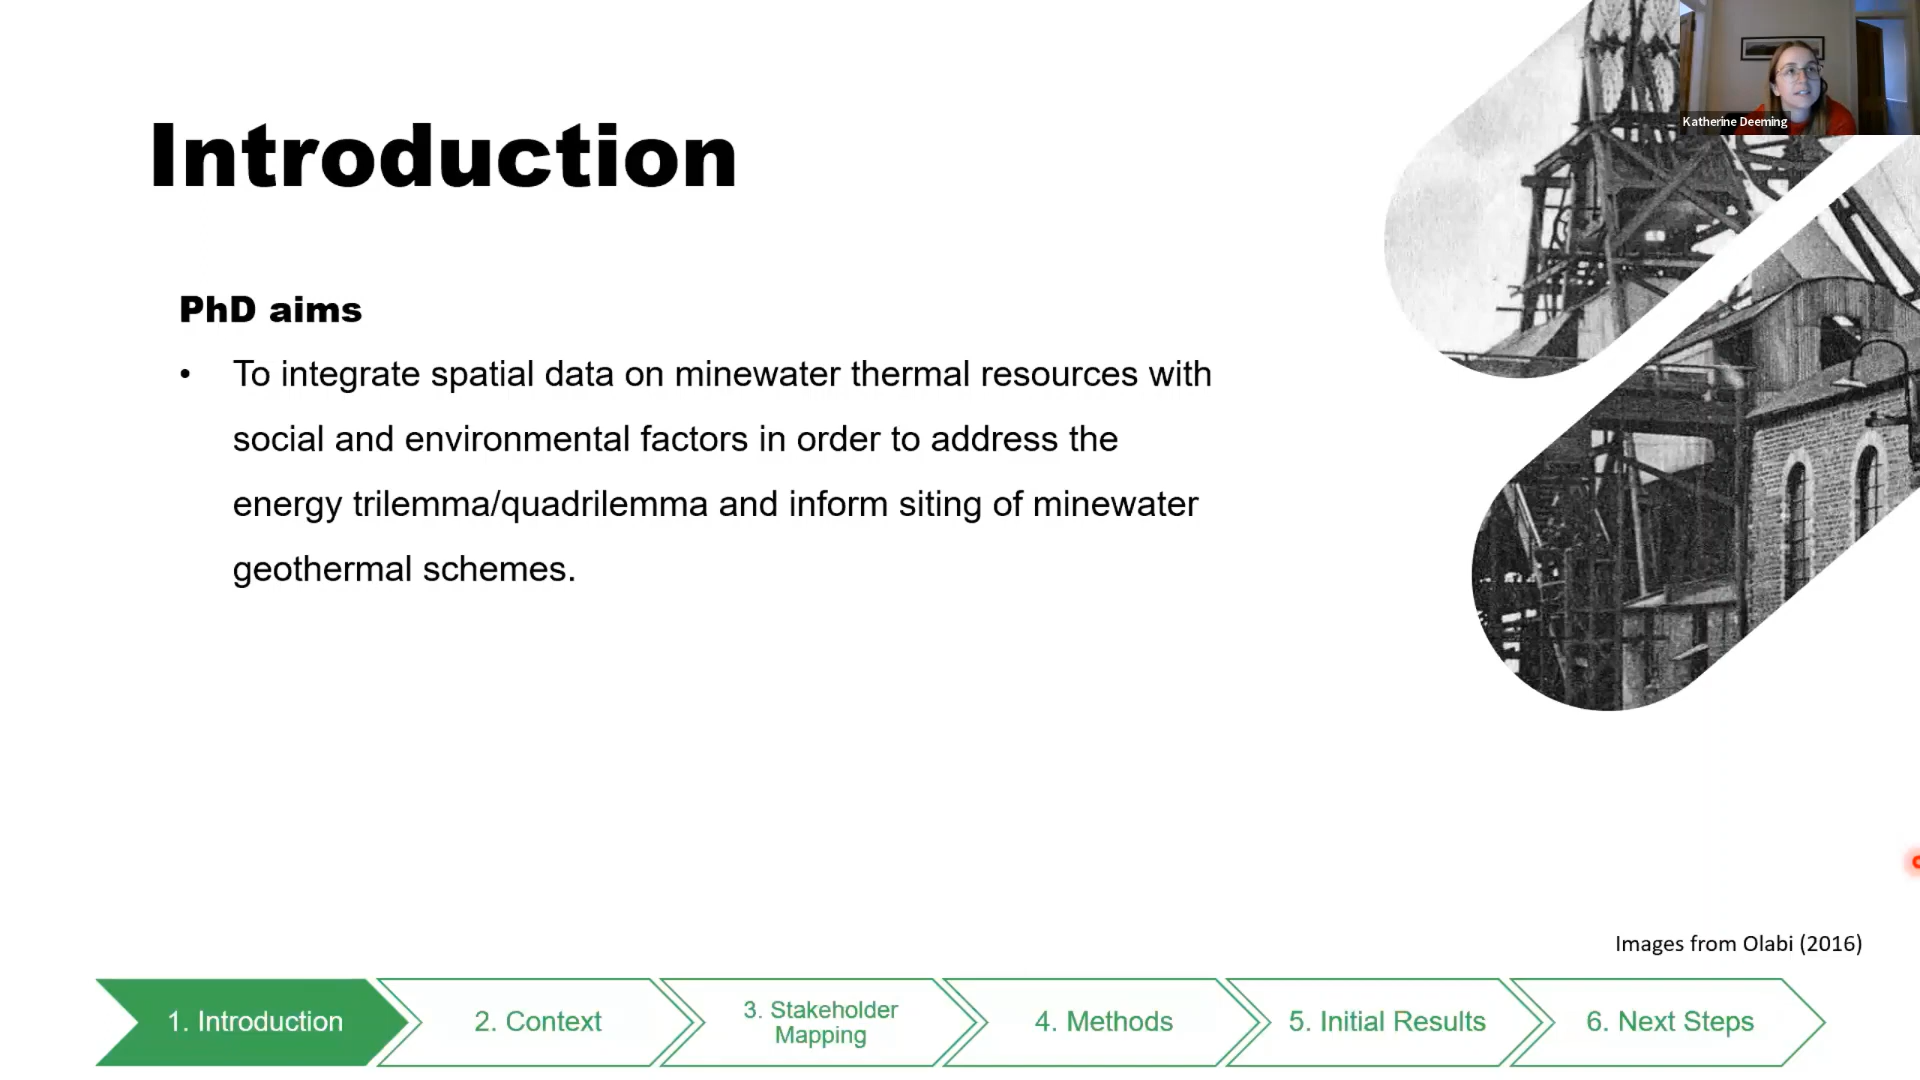 Katherine Deeming
Introduction
PhD aims
• To integrate spatial data on minewater thermal resources with
social and environmental factors in order to address the
energy trilemma/quadrilemma and inform siting of minewater
geothermal schemes.
Images from Olabi (2016)
1. Introduction
2. Context
3. Stakeholder
Mapping
4. Methods
5. Initial Results
6. Next Steps